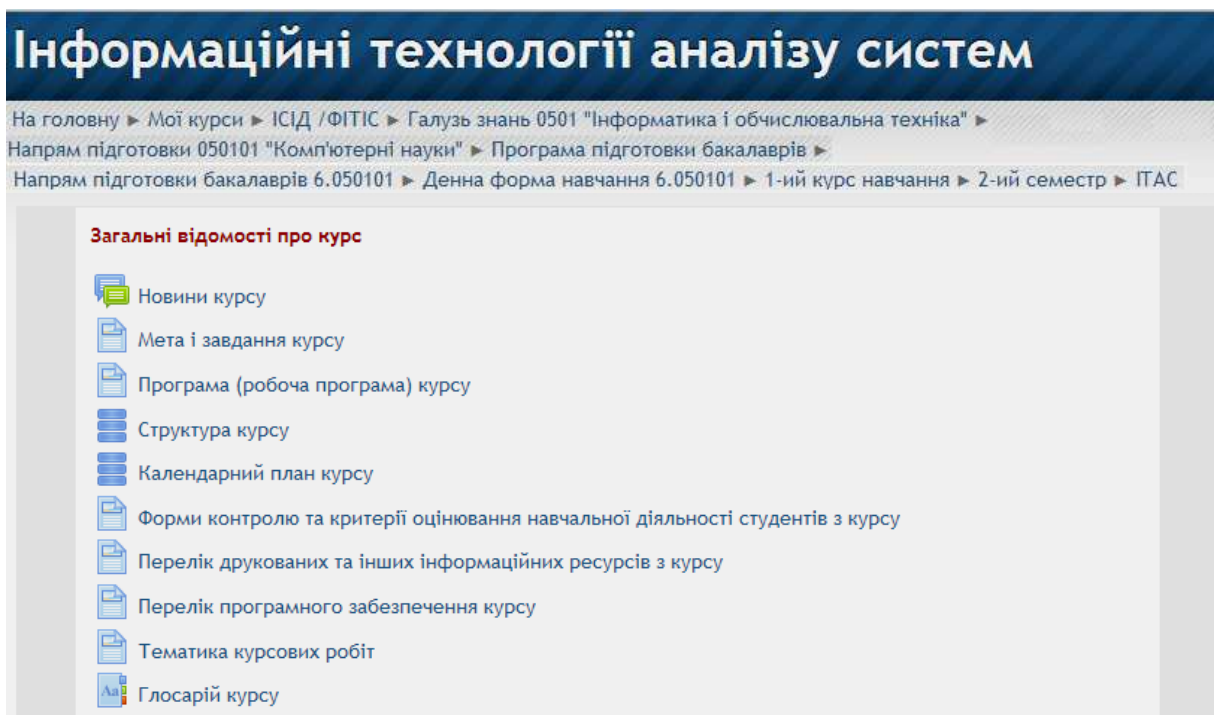 Інформаційні технології аналізу систем
На головну ► Мої курси ► ІСІД /ФІТІС ► Галузь знань 0501 "Інформатика і обчислювальна техніка" ►
Напрям підготовки 050101 "Комп'ютерні науки" ► Програма підготовки бакалаврів ►
Напрям підготовки бакалаврів 6.050101 ► Денна форма навчання 6.050101 ► 1-ий курс навчання ► 2-ий семестр ► ІТАС
Загальні відомості про курс
Новини курсу
Мета і завдання курсу
Програма (робоча програма) курсу
Структура курсу
Календарний план курсу
Форми контролю та критерії оцінювання навчальної діяльності студентів з курсу
Перелік друкованих та інших інформаційних ресурсів з курсу
Перелік програмного забезпечення курсу
Тематика курсових робіт
Aa Глосарій курсу